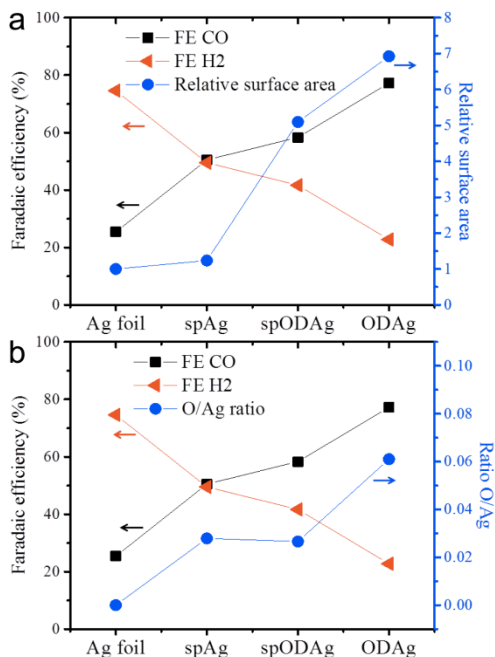 a
FE CO
FE H2
Relative surface area
Faradaic efficiency (%)
100
80
60
40
20
0
8
7
6
5
4
3
2
1
0
Relative surface area
Ag foil spAg spODAg ODAg
b
FE CO
FE H2
O/Ag ratio
Faradaic efficiency (%)
100
80
60
40
20
0
0.10
0.08
0.06
0.04
0.02
0.00
Ratio O/Ag
Ag foil spAg spODAg ODAg